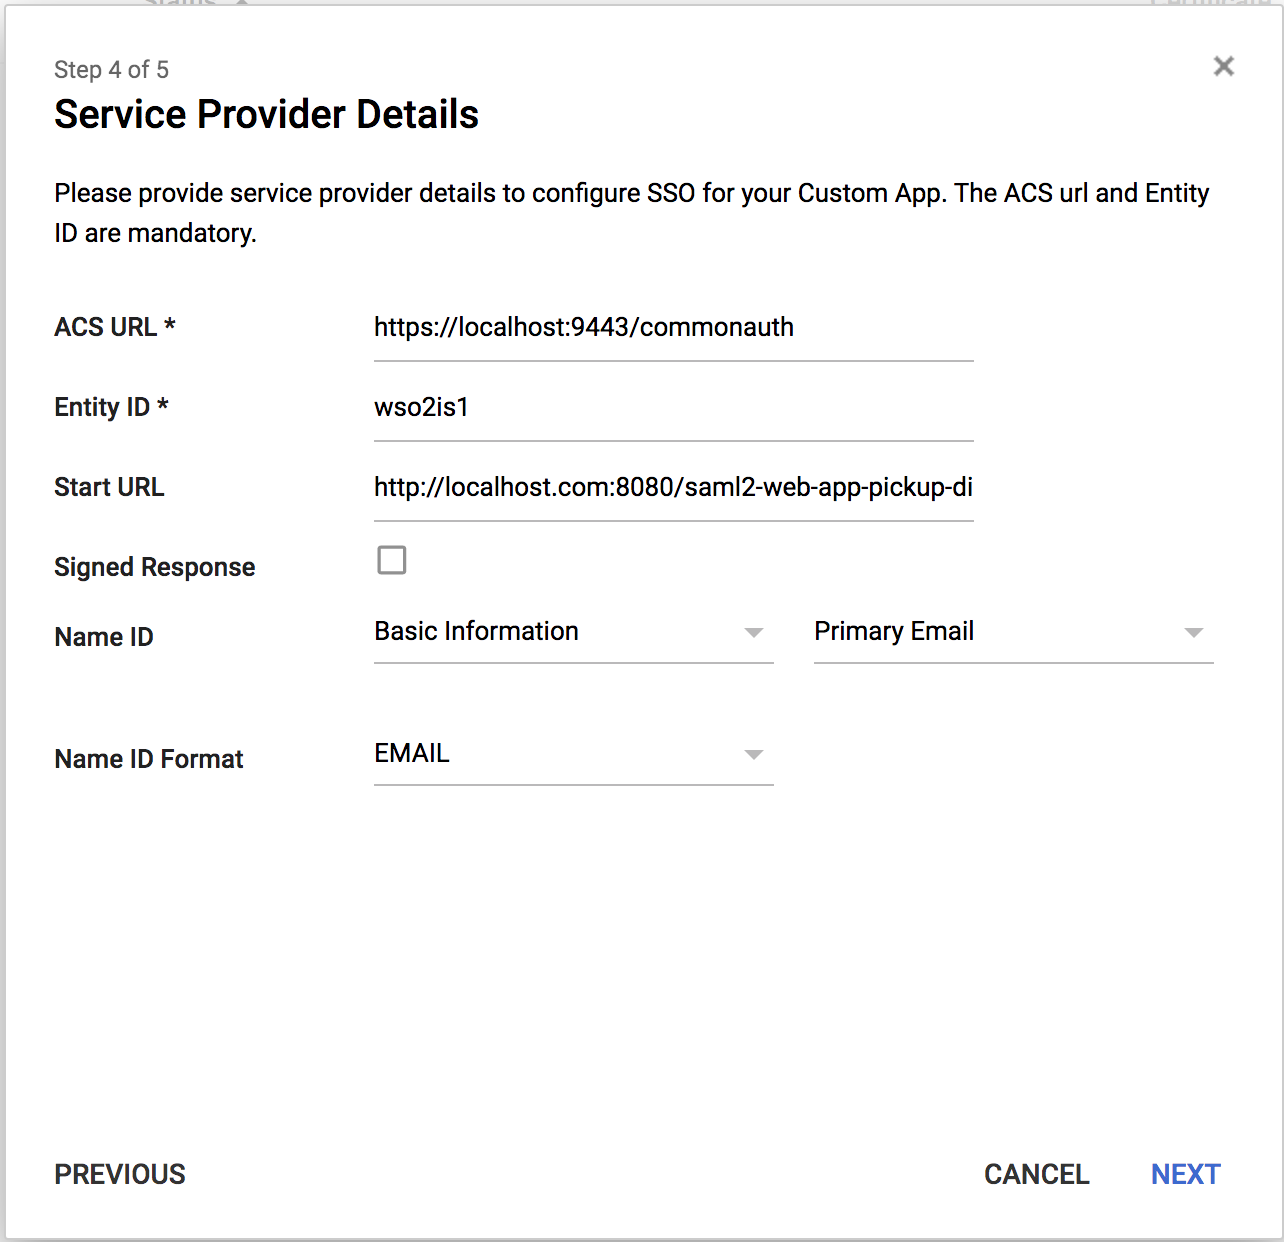 Step 4 of 5
Service Provider Details
Please provide service provider details to configure SSO for your Custom App. The ACS url and Entity
ID are mandatory.
ACS URL * https://localhost:9443/commonauth
Entity ID * wso2is1
Start URL http://localhost.com:8080/saml2-web-app-pickup-di
Signed Response
Name ID Basic Information Primary Email
Name ID Format EMAIL
PREVIOUS CANCEL NEXT